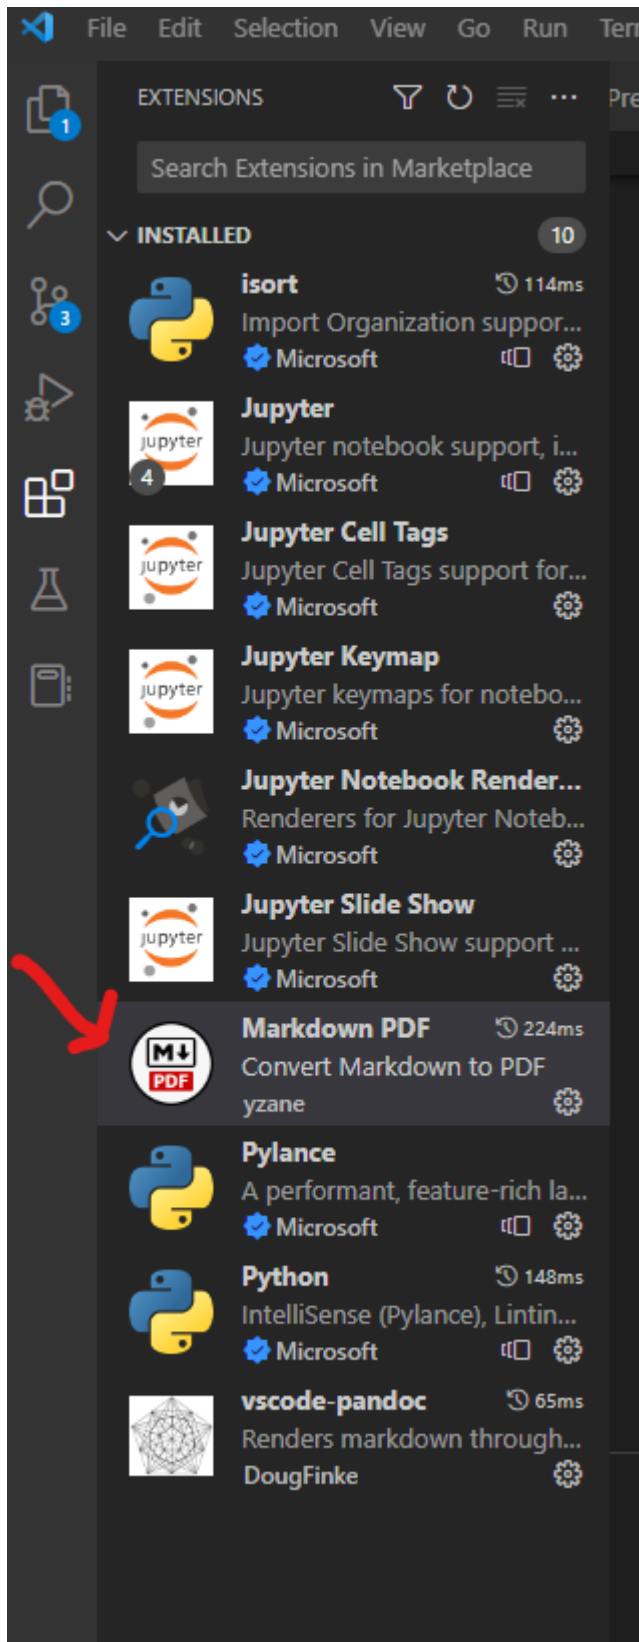 File Edit Selection View Go Run Terr
1
EXTENSIONS
Pre
Search Extensions in Marketplace
INSTALLED 10
3
isort 114ms
Import Organization suppor...
Microsoft
Jupyter
jupyter
4
Jupyter notebook support, i...
Microsoft
Jupyter Cell Tags
jupyter
Jupyter Cell Tags support for...
Microsoft
Jupyter Keymap
jupyter
Jupyter keymaps for notebo...
Microsoft
Jupyter Notebook Render...
Renderers for Jupyter Noteb...
Microsoft
Jupyter Slide Show
jupyter
Jupyter Slide Show support ...
Microsoft
Markdown PDF 224ms
M
PDF
Convert Markdown to PDF
yzane
Pylance
A performant, feature-rich la...
Microsoft
Python 148ms
IntelliSense (Pylance), Lintin...
Microsoft
vscode-pandoc 65ms
Renders markdown through...
DougFinke